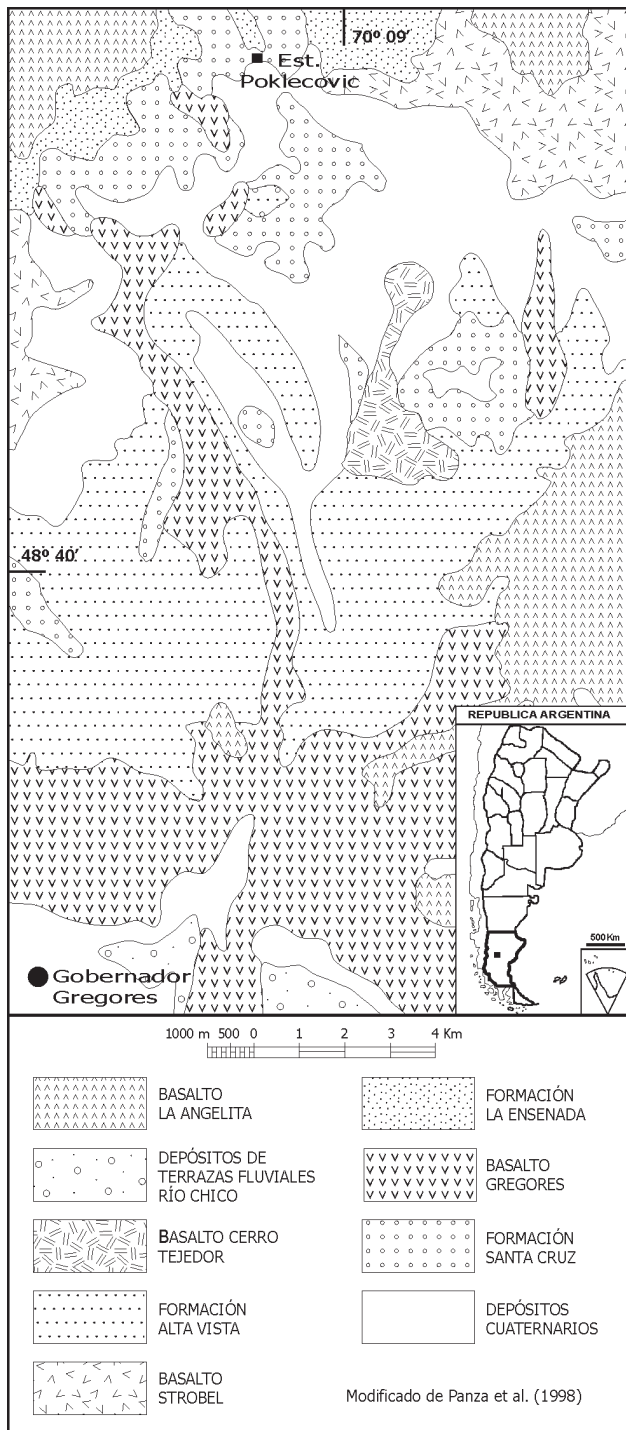 70º 09'
Est.
Poklecovic
48º 40'
REPUBLICA ARGENTINA
500 Km
Gobernador
Gregores
1000 m 500 0 1 2 3 4 Km
BASALTO
LA ANGELITA
DEPÓSITOS DE
TERRAZAS FLUVIALES
RÍO CHICO
BASALTO CERRO
TEJEDOR
FORMACIÓN
ALTA VISTA
BASALTO
STROBEL
FORMACIÓN
LA ENSENADA
BASALTO
GREGORES
FORMACIÓN
SANTA CRUZ
DEPÓSITOS
CUATERNARIOS
Modificado de Panza et al. (1998)